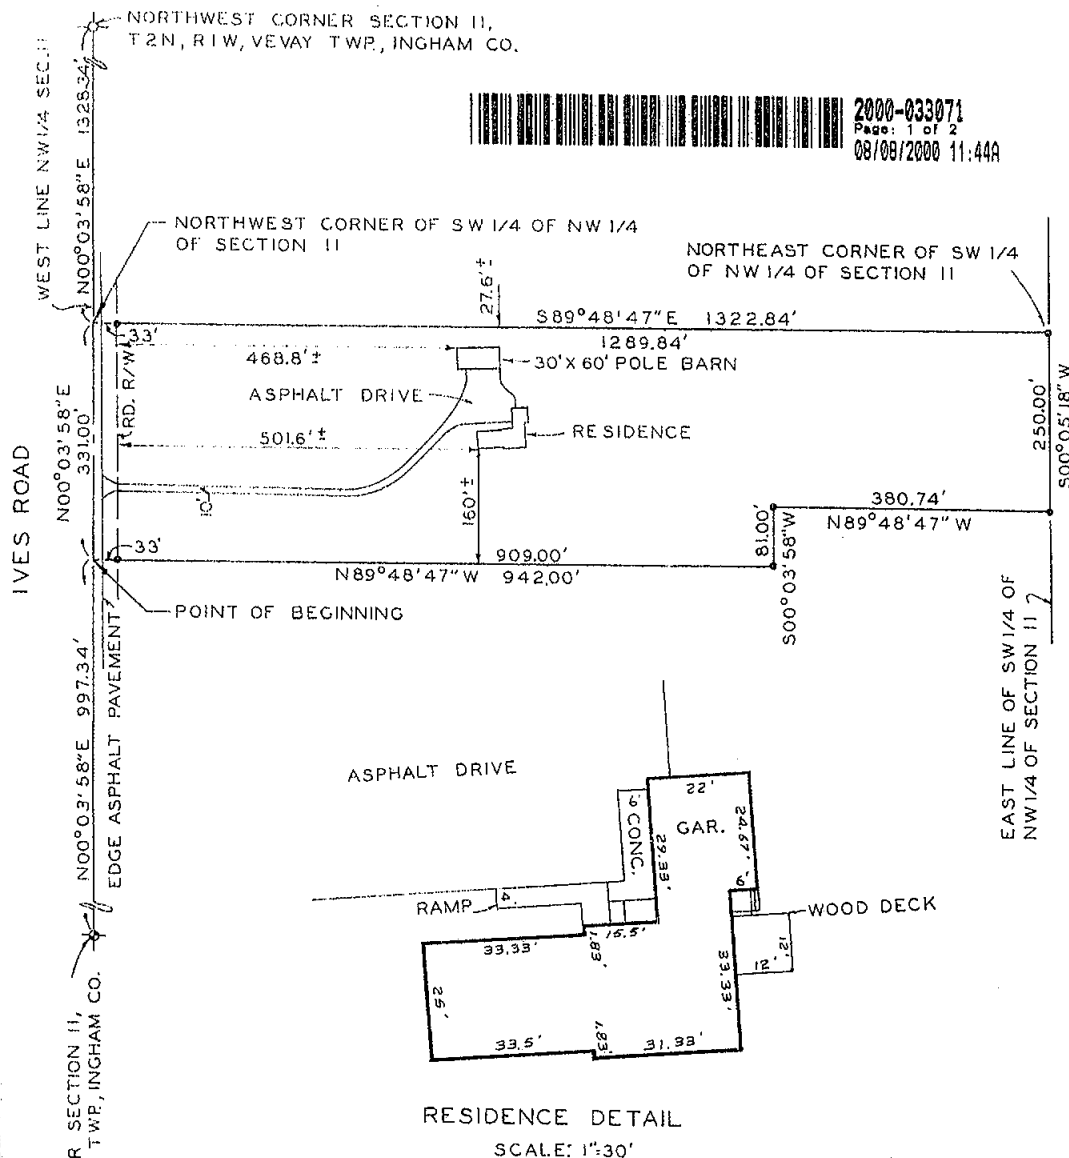 NORTHWEST CORNER SECTION 11,
T2N, R1W, VEVAY TWP., INGHAM CO.
WEST LINE NW 1/4 SEC. 11
N00°03'58"E 1328.34'
2000-033071
Page: 1 of 2
08/08/2000 11:44A
NORTHWEST CORNER OF SW 1/4 OF NW 1/4
OF SECTION 11
NORTHEAST CORNER OF SW 1/4
OF NW 1/4 OF SECTION 11
27.6' ±
S89°48'47"E 1322.84'
1289.84'
33'
468.8' ±
30' X 60' POLE BARN
ASPHALT DRIVE
RD. R/W
501.6' ±
RESIDENCE
N00°03'58"E
331.00'
IVES ROAD
10'
160' ±
250.00'
S00°05'18"W
380.74'
N89°48'47"W
81.00'
S00°03'58"W
33'
909.00'
N89°48'47"W 942.00'
POINT OF BEGINNING
N00°03'58"E 997.34'
EDGE ASPHALT PAVEMENT
EAST LINE OF SW 1/4 OF
NW 1/4 OF SECTION 11
ASPHALT DRIVE
22'
9'
CONC.
GAR.
29.33'
24.67'
6'
RAMP
4'
WOOD DECK
15.5'
33.33'
1.83'
12'
12'
33.33'
25'
33.5'
1.83'
31.33'
R SECTION 11,
TWP., INGHAM CO.
RESIDENCE DETAIL
SCALE: 1"=30'